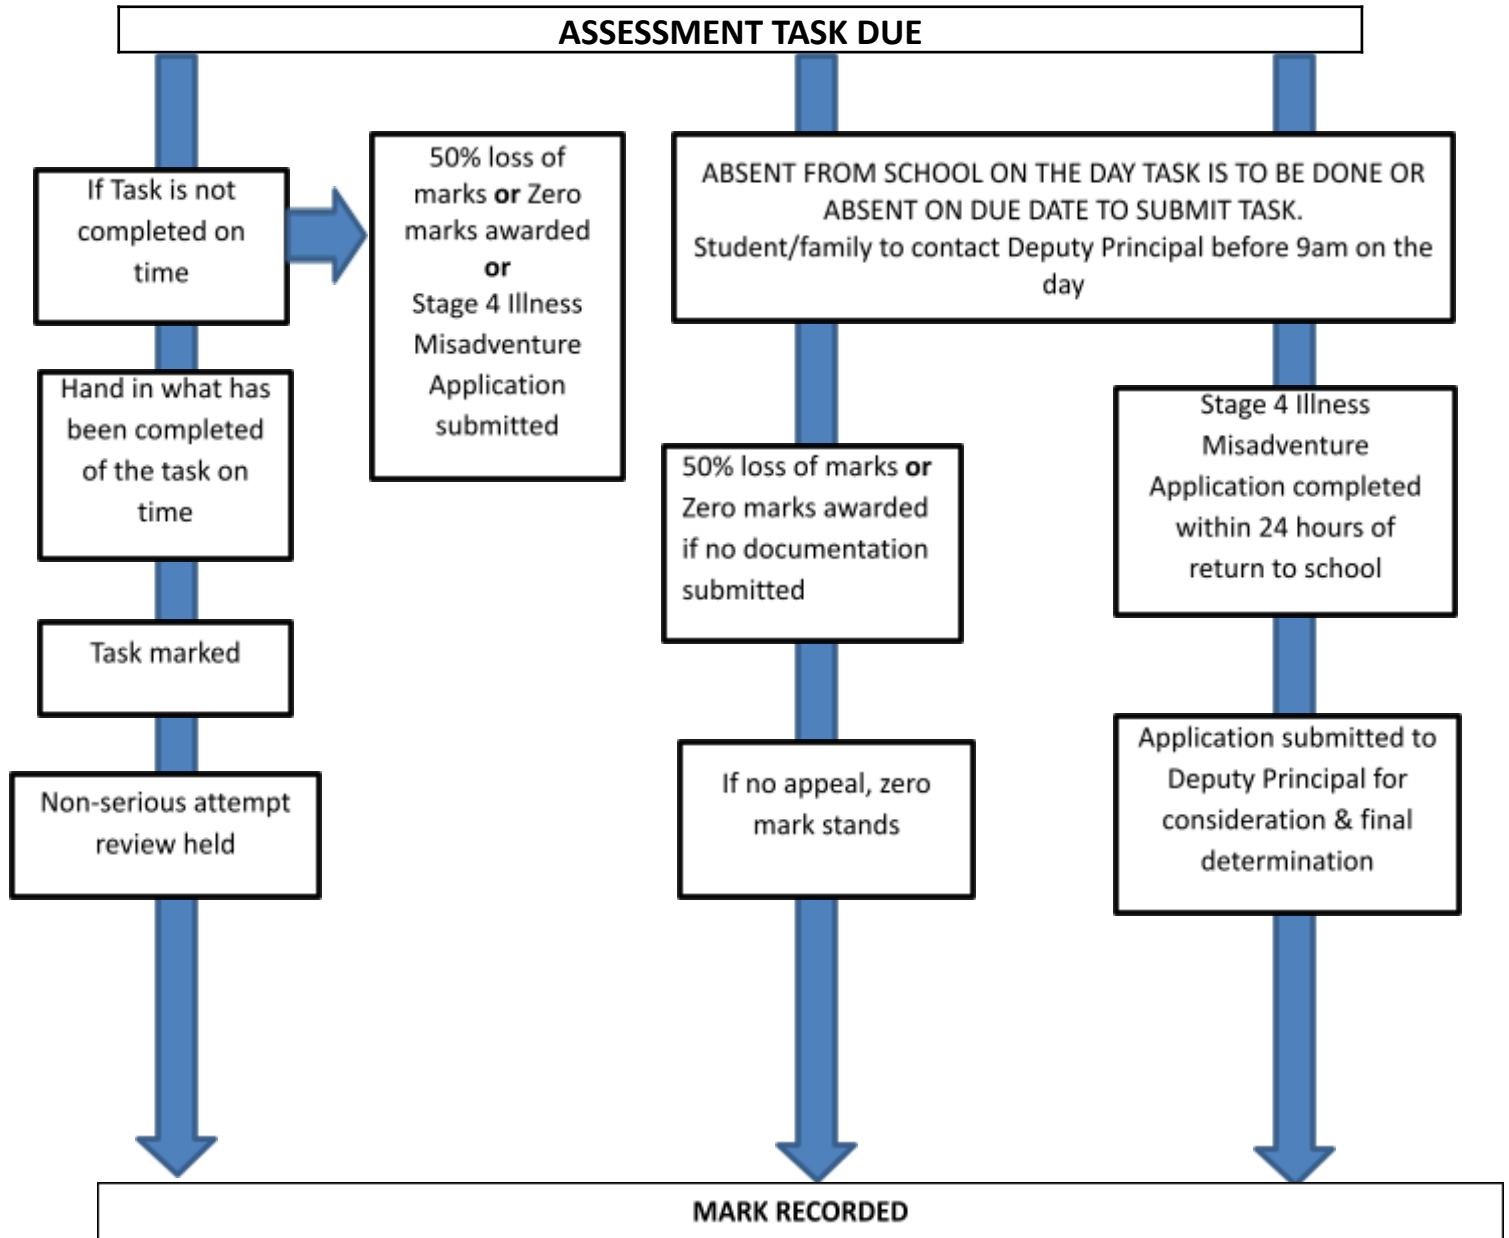 ASSESSMENT TASK DUE
If Task is not
completed on
time
50% loss of
marks or Zero
marks awarded
or
Stage 4 Illness
Misadventure
Application
submitted
Hand in what has
been completed
of the task on
time
Task marked
Non-serious attempt
review held
ABSENT FROM SCHOOL ON THE DAY TASK IS TO BE DONE OR
ABSENT ON DUE DATE TO SUBMIT TASK.
Student/family to contact Deputy Principal before 9am on the
day
50% loss of marks or
Zero marks awarded
if no documentation
submitted
If no appeal, zero
mark stands
Stage 4 Illness
Misadventure
Application completed
within 24 hours of
return to school
Application submitted to
Deputy Principal for
consideration & final
determination
MARK RECORDED